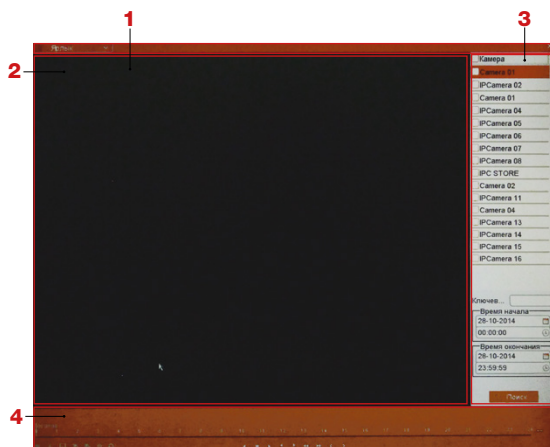 1
3
Ярлык
2
Камера
Camera 01
IPCamera 02
Camera 01
IPCamera 04
IPCamera 05
IPCamera 06
IPCamera 07
IPCamera 08
IPC STORE
Camera 02
IPCamera 11
Camera 04
IPCamera 13
IPCamera 14
IPCamera 15
IPCamera 16
Ключев...
Время начала
28-10-2014
00:00:00
Время окончания
28-10-2014
23:59:59
Поиск
4